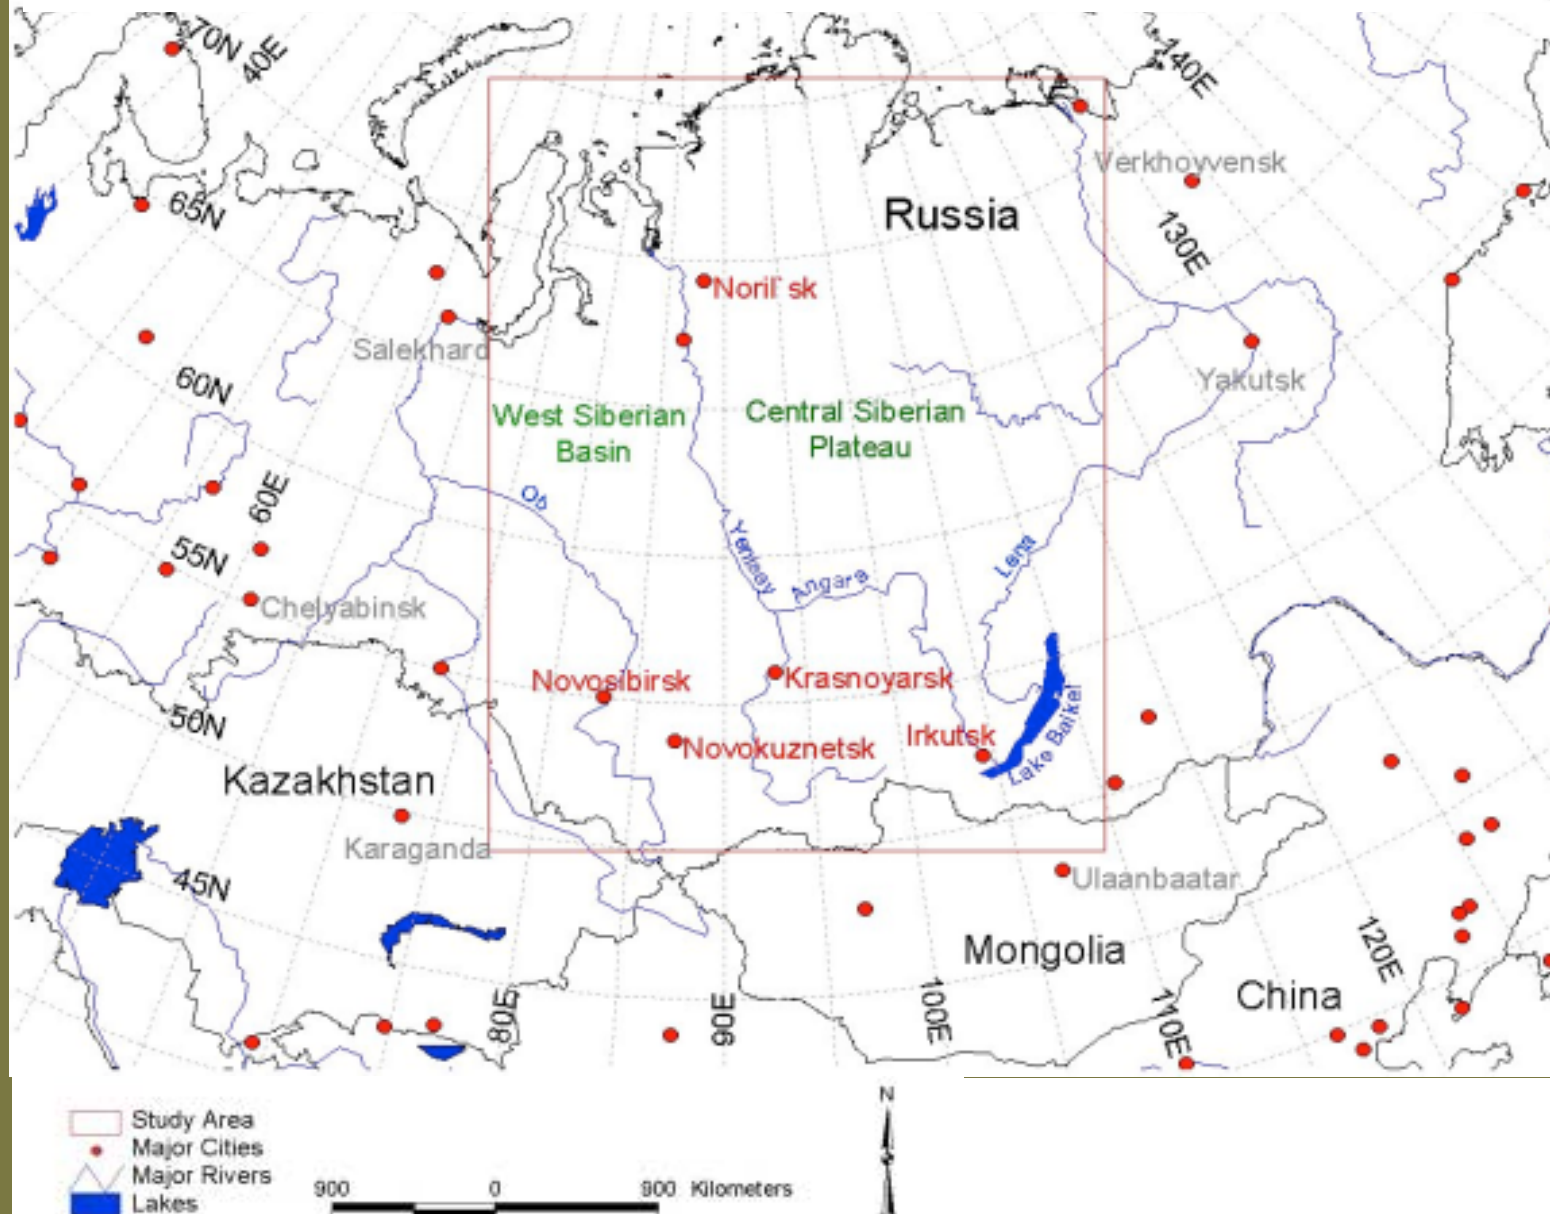 70N
40E
140E
Verkhoyvensk
65N
Russia
130E
Noril`sk
Salekhard
60N
Yakutsk
West Siberian
Basin
Central Siberian
Plateau
60E
Ob
55N
Yenisay
Angara
Lena
Chelyabinsk
Novosibirsk
Krasnoyarsk
50N
Irkutsk
Novokuznetsk
Lake Baikal
Kazakhstan
Karaganda
45N
Ulaanbaatar
Mongolia
120E
China
80E
90E
100E
110E
N
Study Area
Major Cities
Major Rivers
Lakes
900 0 900 Kilometers